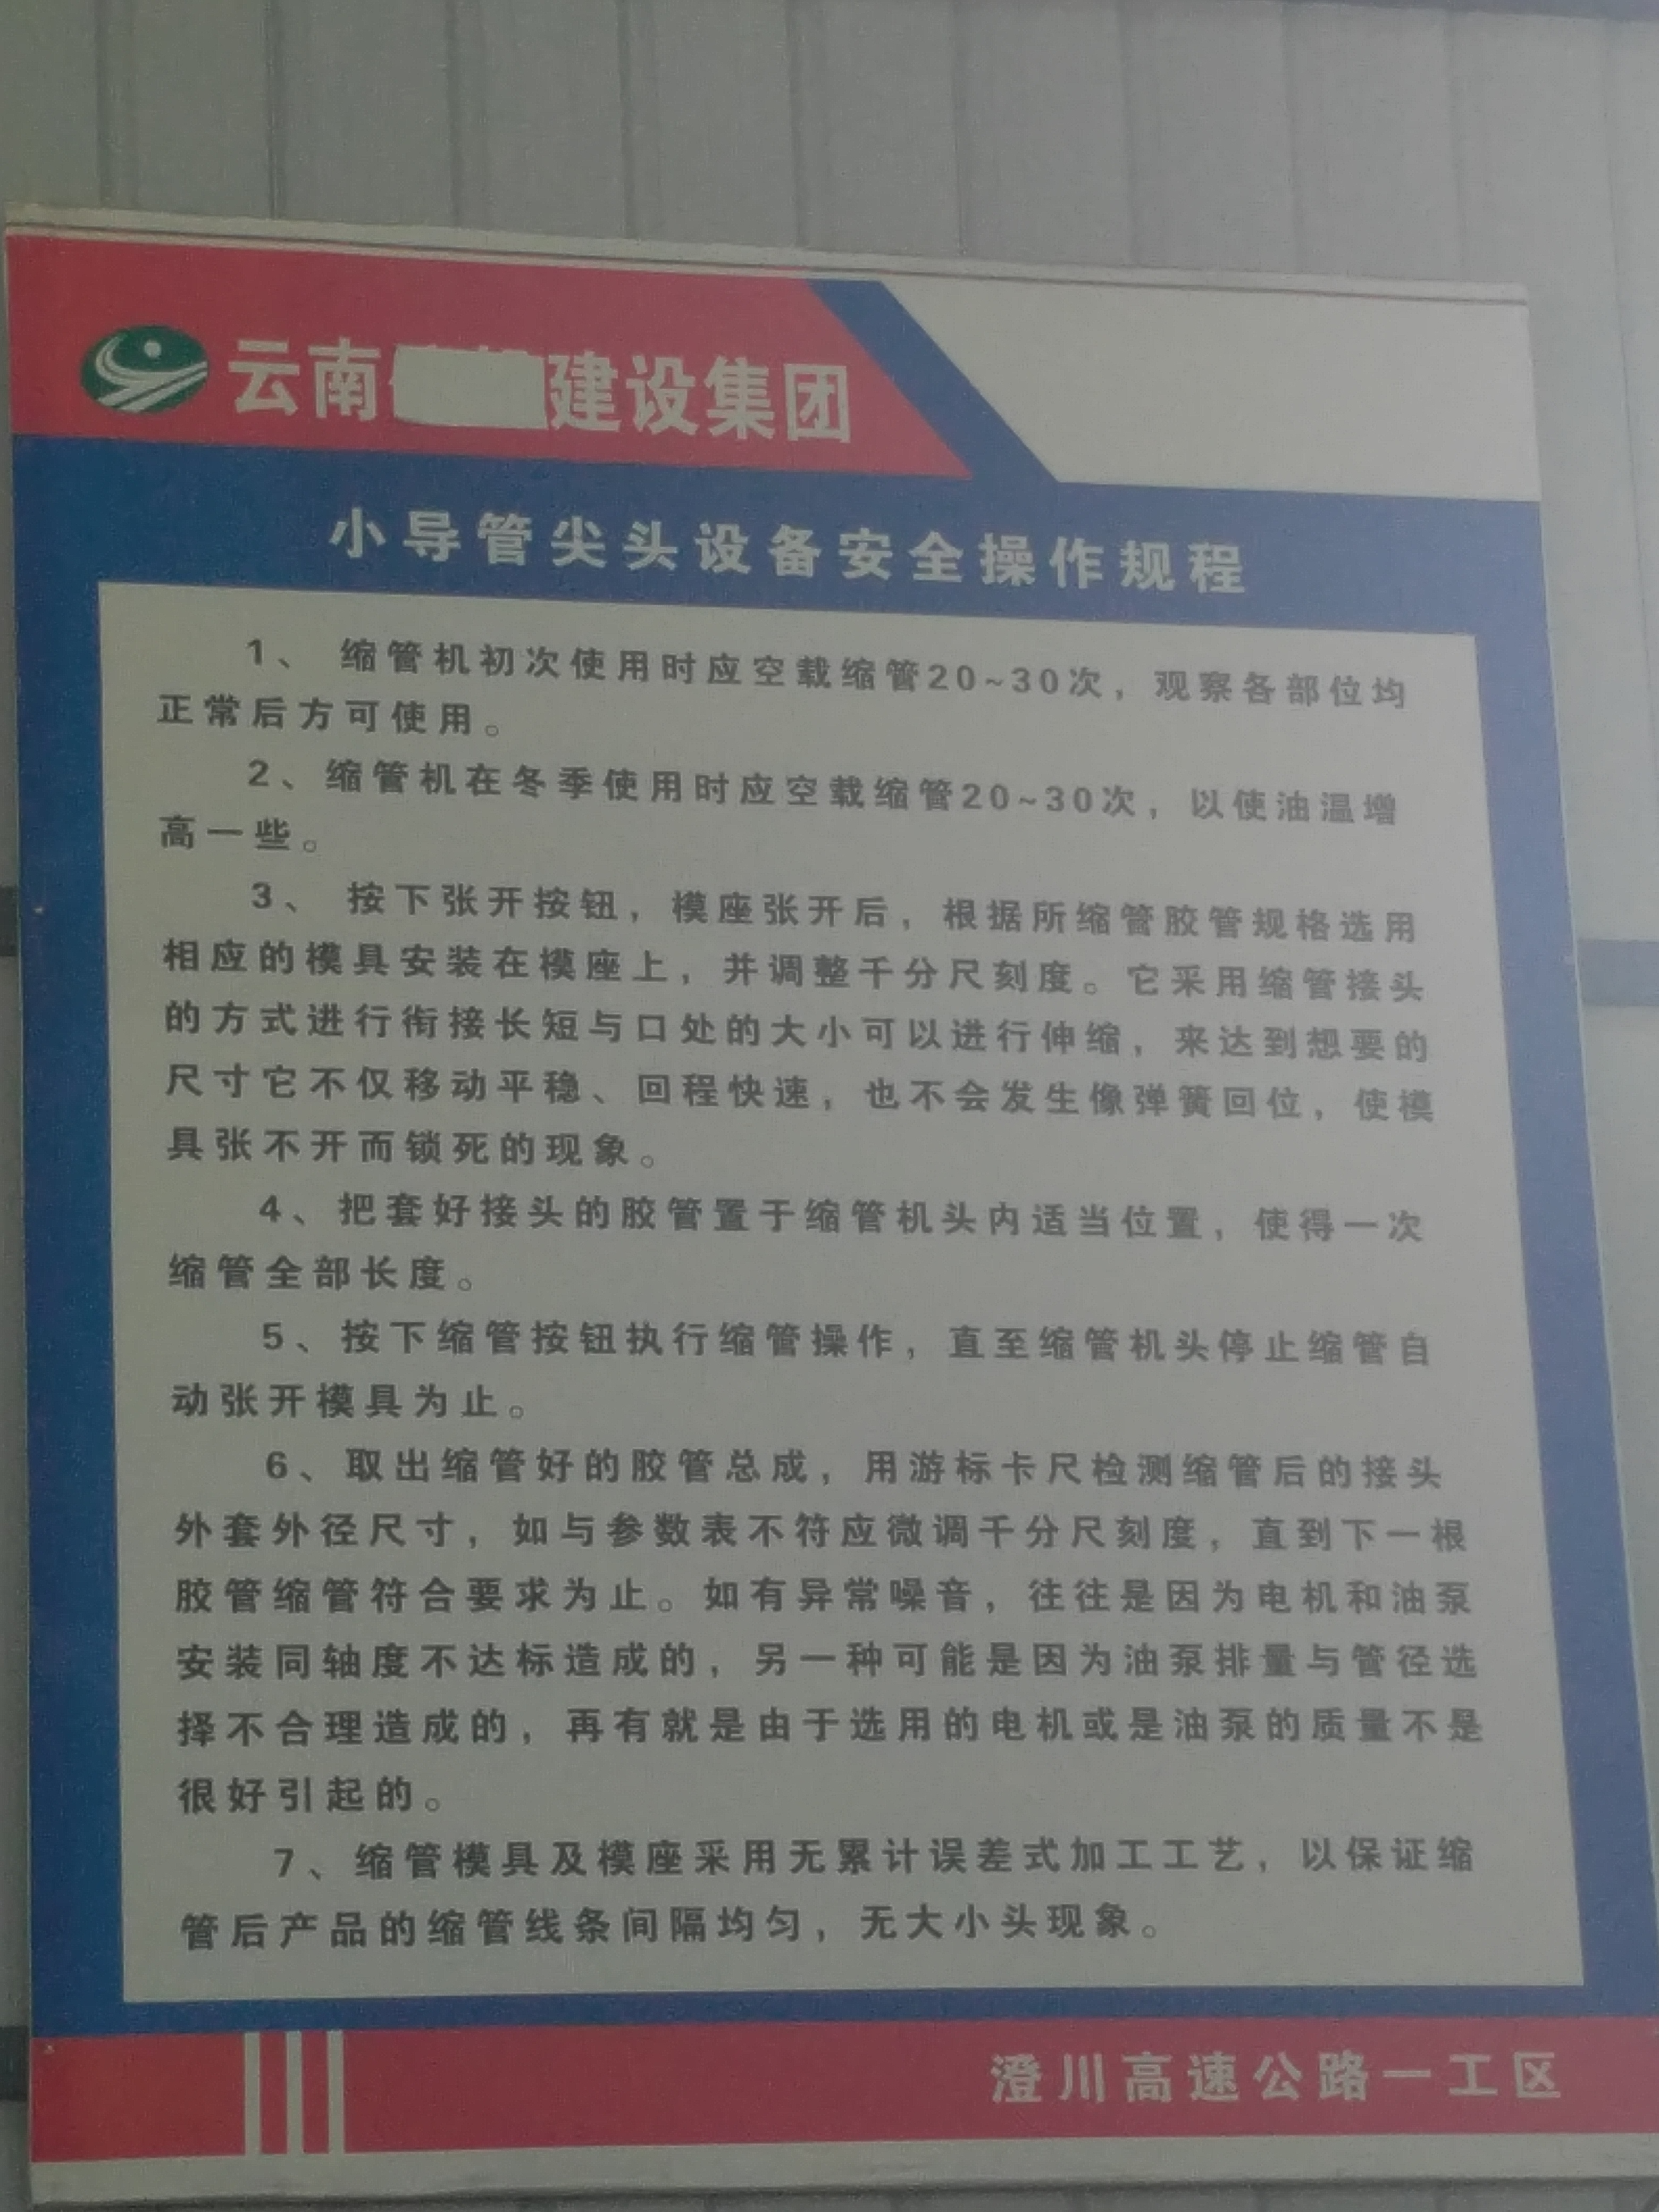 云南 建设集团
小导管尖头设备安全操作规程
1、 缩管机初次使用时应空载缩管20~30次，观察各部位均
正常后方可使用。
2、缩管机在冬季使用时应空载缩管20~30次，以使油温增
高一些。
3、 按下张开按钮，模座张开后，根据所缩管胶管规格选用
相应的模具安装在模座上，并调整千分尺刻度。它采用缩管接头
的方式进行衔接长短与口处的大小可以进行伸缩，来达到想要的
尺寸它不仅移动平稳、回程快速，也不会发生像弹簧回位，使模
具张不开而锁死的现象。
4、把套好接头的胶管置于缩管机头内适当位置，使得一次
缩管全部长度。
5、按下缩管按钮执行缩管操作，直至缩管机头停止缩管自
动张开模具为止。
6、取出缩管好的胶管总成，用游标卡尺检测缩管后的接头
外套外径尺寸，如与参数表不符应微调千分尺刻度，直到下一根
胶管缩管符合要求为止。如有异常噪音，往往是因为电机和油泵
安装同轴度不达标造成的，另一种可能是因为油泵排量与管径选
择不合理造成的，再有就是由于选用的电机或是油泵的质量不是
很好引起的。
7、缩管模具及模座采用无累计误差式加工工艺，以保证缩
管后产品的缩管线条间隔均匀，无大小头现象。
澄川高速公路一工区